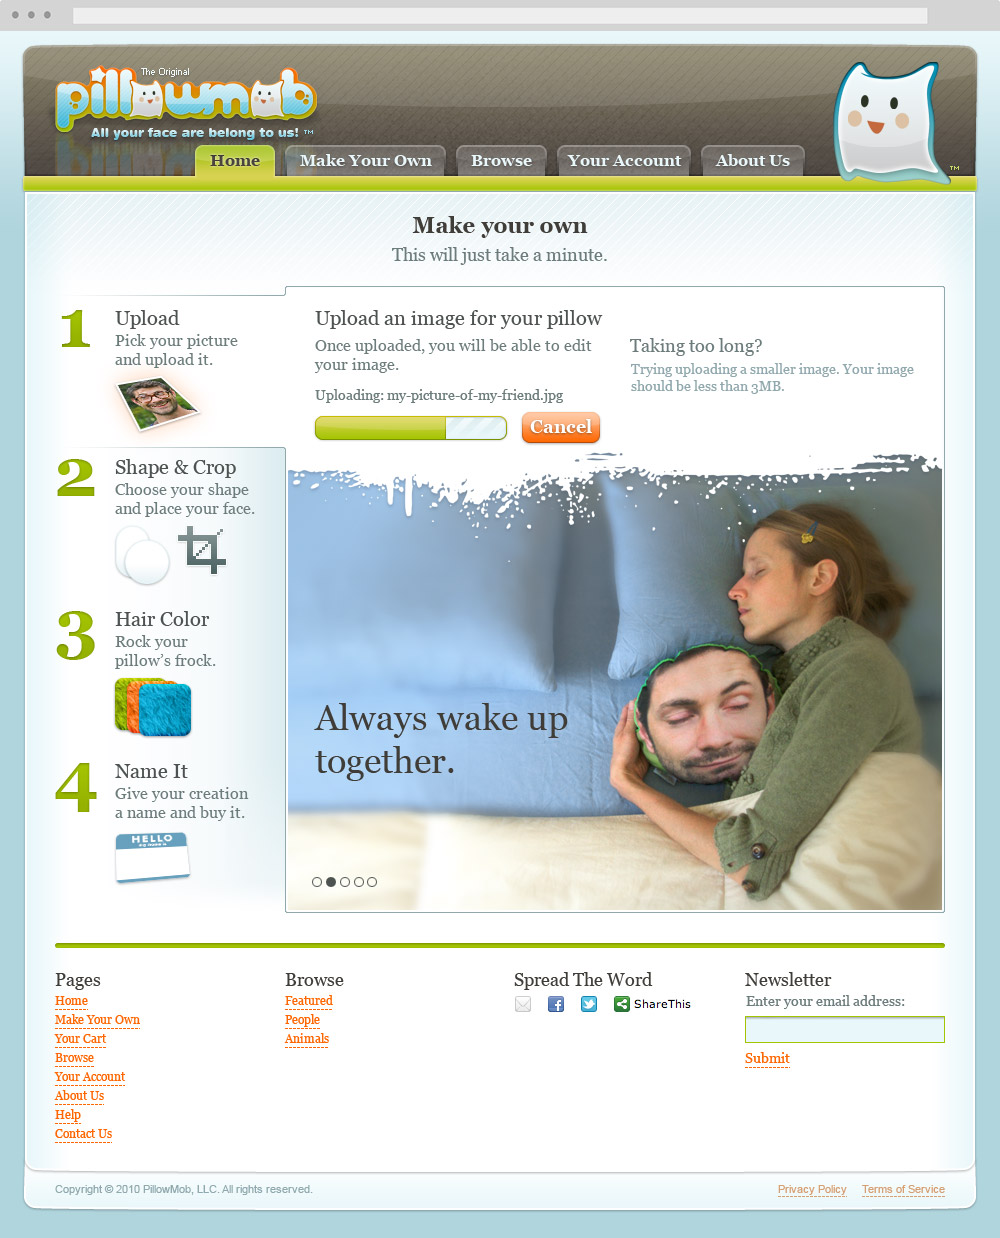 The Original
pillowmob
All your face are belong to us! ™
Home
Make Your Own
Browse
Your Account
About Us
™
Make your own
This will just take a minute.
1
Upload
Pick your picture
and upload it.
2
Shape & Crop
Choose your shape
and place your face.
3
Hair Color
Rock your
pillow's frock.
4
Name It
Give your creation
a name and buy it.
HELLO
my name is
Upload an image for your pillow
Once uploaded, you will be able to edit
your image.
Uploading: my-picture-of-my-friend.jpg
Cancel
Taking too long?
Trying uploading a smaller image. Your image
should be less than 3MB.
Always wake up
together.
Pages
Home
Make Your Own
Your Cart
Browse
Your Account
About Us
Help
Contact Us
Browse
Featured
People
Animals
Spread The Word
ShareThis
Newsletter
Enter your email address:
Submit
Copyright © 2010 PillowMob, LLC. All rights reserved.
Privacy Policy
Terms of Service